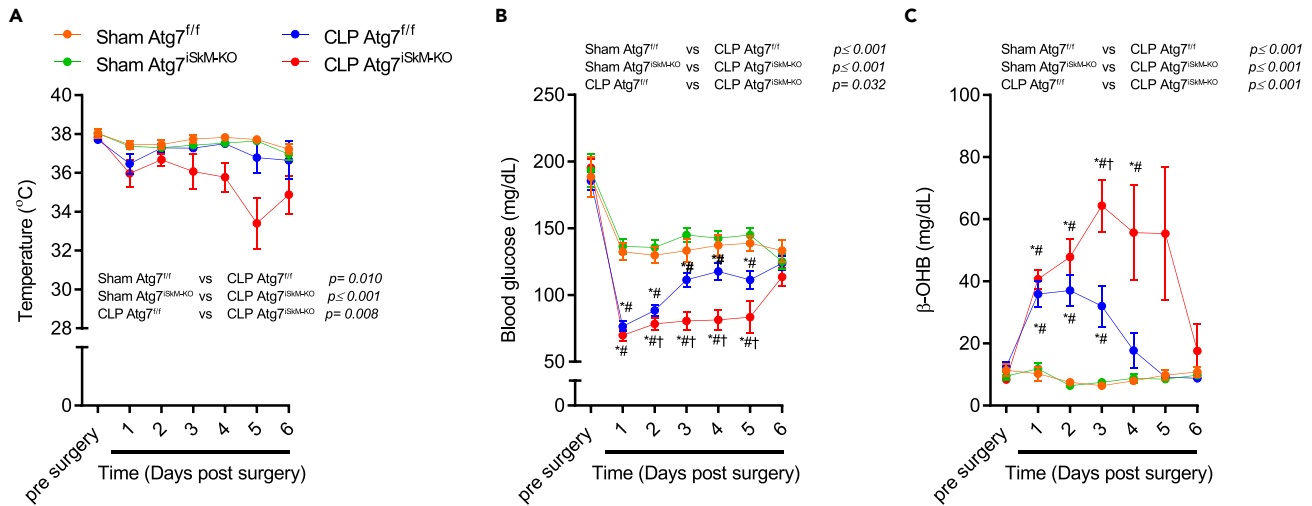 A
Sham Atg7f/f
CLP Atg7f/f
Sham Atg7iSkM-KO
CLP Atg7iSkM-KO
40
38
36
34
32
30
28
0
Temperature (oC)
Sham Atg7f/f vs CLP Atg7f/f p= 0.010
Sham Atg7iSkM-KO vs CLP Atg7iSkM-KO p≤ 0.001
CLP Atg7f/f vs CLP Atg7iSkM-KO p= 0.008
pre surgery 1 2 3 4 5 6
Time (Days post surgery)
B
Sham Atg7f/f vs CLP Atg7f/f p≤ 0.001
Sham Atg7iSkM-KO vs CLP Atg7iSkM-KO p≤ 0.001
CLP Atg7f/f vs CLP Atg7iSkM-KO p= 0.032
250
200
150
100
50
0
Blood glucose (mg/dL)
*# *# *# *# *#
*# *#† *#† *#† *#†
pre surgery 1 2 3 4 5 6
Time (Days post surgery)
C
Sham Atg7f/f vs CLP Atg7f/f p≤ 0.001
Sham Atg7iSkM-KO vs CLP Atg7iSkM-KO p≤ 0.001
CLP Atg7f/f vs CLP Atg7iSkM-KO p≤ 0.001
100
80
60
40
20
0
β-OHB (mg/dL)
*# *# *#† *#
*# *# *#
pre surgery 1 2 3 4 5 6
Time (Days post surgery)